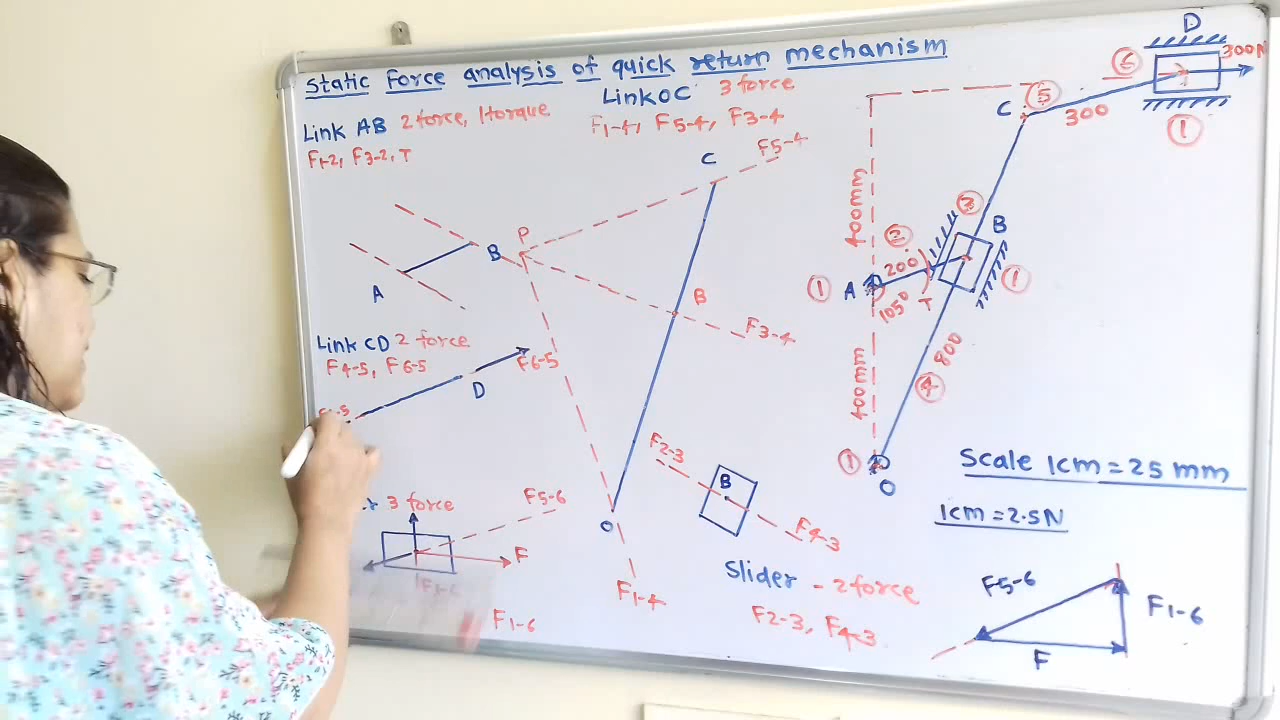 Static Force analysis of quick return mechanism
Link AB 2 force, 1 torque
F1-2, F3-2, T
Link OC 3 force
F1-4, F5-4, F3-4
C
F5-4
P
B
A
B
F3-4
Link CD 2 force
F4-5, F6-5
F6-5
D
3 force
F5-6
F
F1-6
O
F1-4
F2-3
B
F4-3
Slider - 2 force
F2-3, F4-3
D
300N
6
5
C
300
1
400mm
3
B
2
200
1
A
105°
T
1
800
400mm
4
1
O
Scale 1cm = 25 mm
1cm = 2.5N
F5-6
F1-6
F